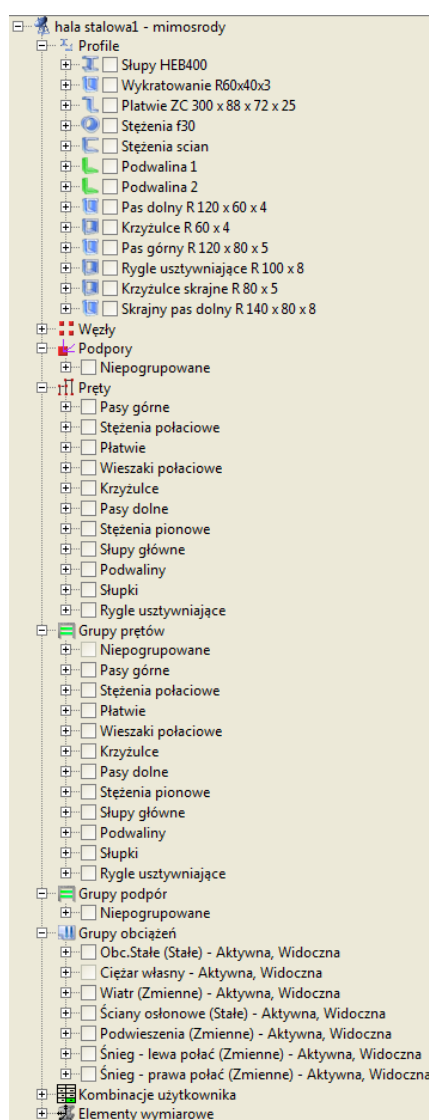 hala stalowa1 - mimosrody
Profile
Słupy HEB400
Wykratowanie R60x40x3
Platwie ZC 300 x 88 x 72 x 25
Stężenia f30
Stężenia scian
Podwalina 1
Podwalina 2
Pas dolny R 120 x 60 x 4
Krzyżulce R 60 x 4
Pas górny R 120 x 80 x 5
Rygle usztywniające R 100 x 8
Krzyżulce skrajne R 80 x 5
Skrajny pas dolny R 140 x 80 x 8
Węzły
Podpory
Niepogrupowane
Pręty
Pasy górne
Stężenia połaciowe
Płatwie
Wieszaki połaciowe
Krzyżulce
Pasy dolne
Stężenia pionowe
Słupy główne
Podwaliny
Słupki
Rygle usztywniające
Grupy prętów
Niepogrupowane
Pasy górne
Stężenia połaciowe
Płatwie
Wieszaki połaciowe
Krzyżulce
Pasy dolne
Stężenia pionowe
Słupy główne
Podwaliny
Słupki
Rygle usztywniające
Grupy podpór
Niepogrupowane
Grupy obciążeń
Obc.Stałe (Stałe) - Aktywna, Widoczna
Ciężar własny - Aktywna, Widoczna
Wiatr (Zmienne) - Aktywna, Widoczna
Ściany osłonowe (Stałe) - Aktywna, Widoczna
Podwieszenia (Zmienne) - Aktywna, Widoczna
Śnieg - lewa połać (Zmienne) - Aktywna, Widoczna
Śnieg - prawa połać (Zmienne) - Aktywna, Widoczna
Kombinacje użytkownika
Elementy wymiarowe